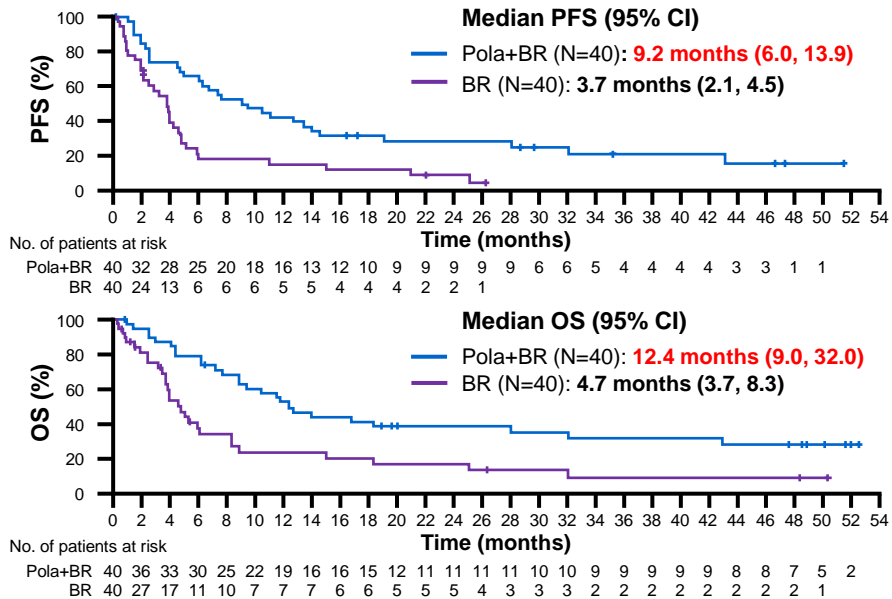 Median PFS (95% CI)
Pola+BR (N=40): 9.2 months (6.0, 13.9)
BR (N=40): 3.7 months (2.1, 4.5)
PFS (%)
100
80
60
40
20
0
0 2 4 6 8 10 12 14 16 18 20 22 24 26 28 30 32 34 36 38 40 42 44 46 48 50 52 54
Time (months)
No. of patients at risk
Pola+BR 40 32 28 25 20 18 16 13 12 10 9 9 9 9 9 6 6 5 4 4 4 4 3 3 1 1
BR 40 24 13 6 6 6 5 5 4 4 4 2 2 1
Median OS (95% CI)
Pola+BR (N=40): 12.4 months (9.0, 32.0)
BR (N=40): 4.7 months (3.7, 8.3)
OS (%)
100
80
60
40
20
0
0 2 4 6 8 10 12 14 16 18 20 22 24 26 28 30 32 34 36 38 40 42 44 46 48 50 52 54
Time (months)
No. of patients at risk
Pola+BR 40 36 33 30 25 22 19 16 16 15 12 11 11 11 11 10 10 9 9 9 9 9 8 8 7 5 2
BR 40 27 17 11 10 7 7 7 6 6 5 5 5 4 3 3 3 2 2 2 2 2 2 2 2 1